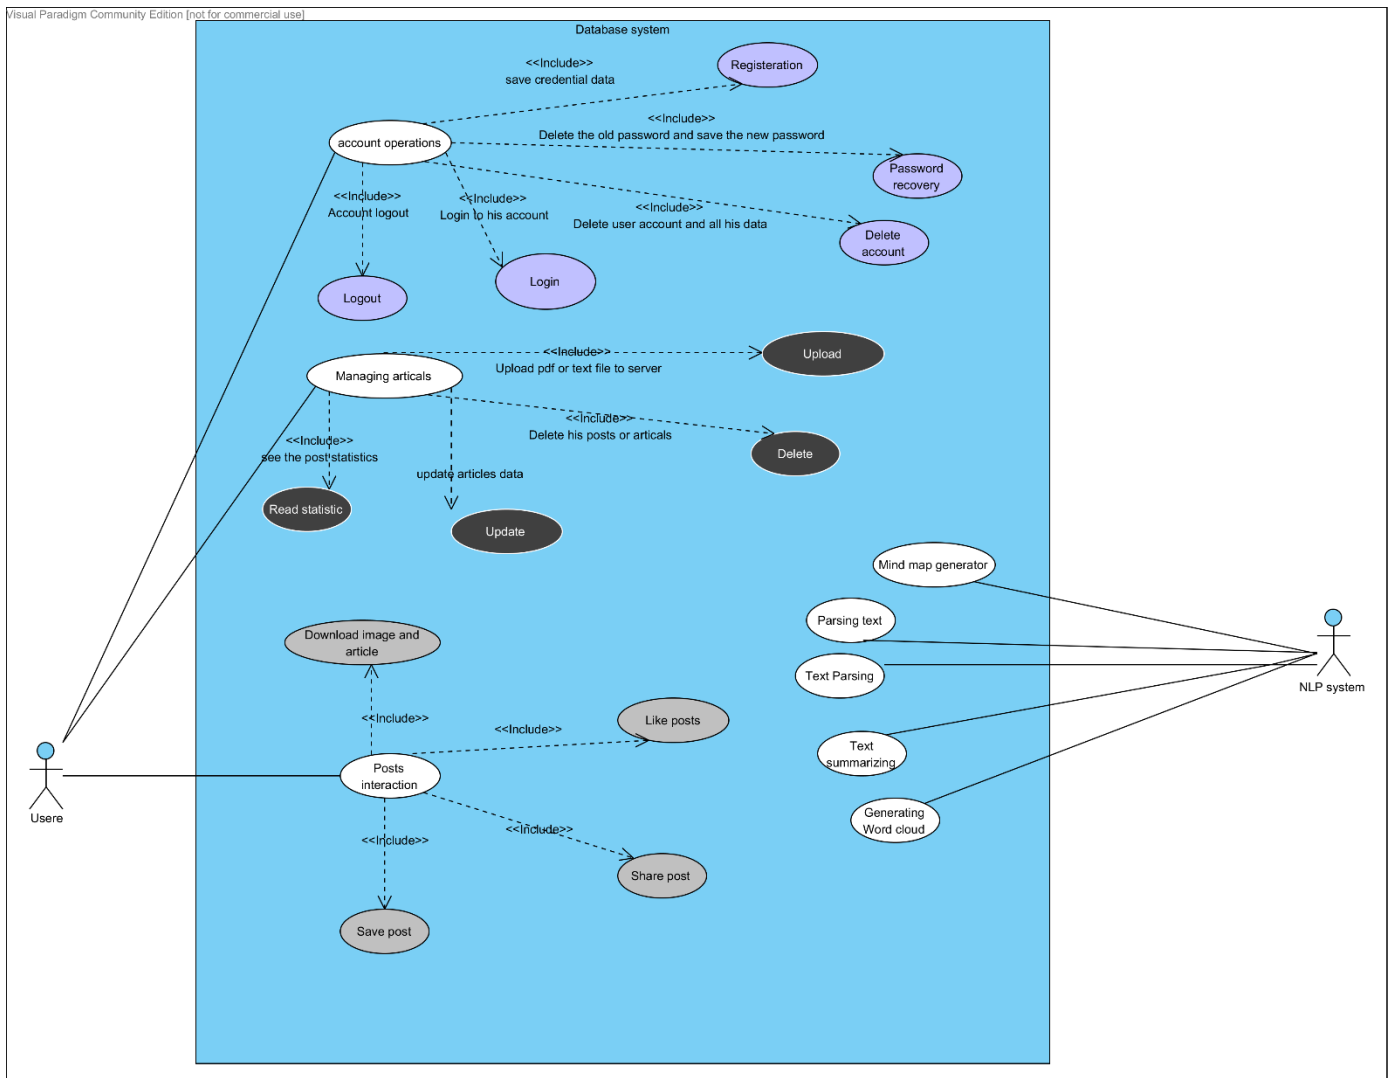 Visual Paradigm Community Edition [not for commercial use]
Database system
<<Include>>
save credential data
Registeration
<<Include>>
Delete the old password and save the new password
account operations
Password
recovery
<<Include>>
Account logout
<<Include>>
Login to his account
<<Include>>
Delete user account and all his data
Delete
account
Login
Logout
<<Include>>
Upload pdf or text file to server
Upload
Managing articals
<<Include>>
Delete his posts or articals
<<Include>>
see the post statistics
Delete
update articles data
Read statistic
Update
Mind map generator
Parsing text
Download image and
article
Text Parsing
NLP system
<<Include>>
<<Include>>
Like posts
Text
summarizing
Posts
interaction
Usere
Generating
Word cloud
<<Include>>
<<Include>>
Share post
Save post